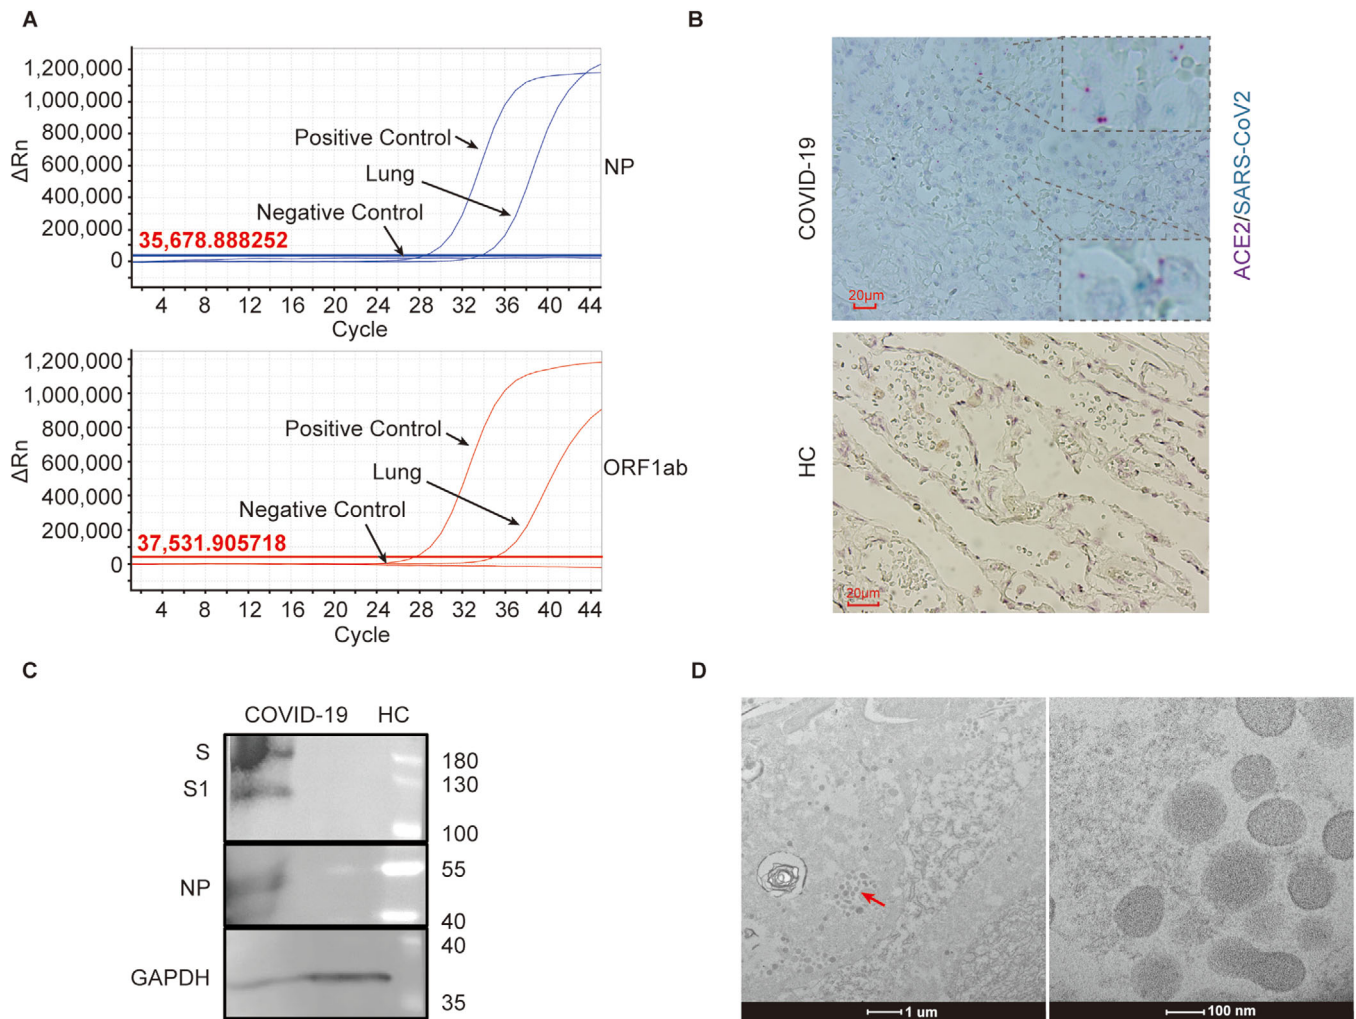 A
1,200,000
1,000,000
800,000
600,000
400,000
200,000
0
ΔRn
Positive Control
Lung
Negative Control
35,678.888252
NP
4 8 12 16 20 24 28 32 36 40 44
Cycle
1,200,000
1,000,000
800,000
600,000
400,000
200,000
0
ΔRn
Positive Control
Lung
Negative Control
37,531.905718
ORF1ab
4 8 12 16 20 24 28 32 36 40 44
Cycle
B
COVID-19
20μm
ACE2/SARS-CoV2
HC
20μm
C
COVID-19 HC
S
S1
180
130
100
NP
55
40
GAPDH
40
35
D
1 um
100 nm